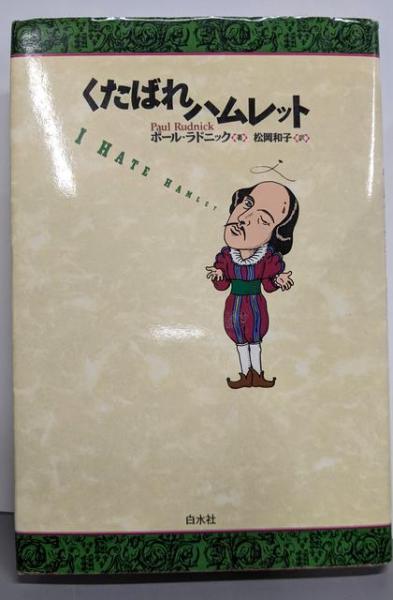 くたばれハムレット
Paul Rudnick
ポール・ラドニック 著 松岡和子 訳
I HATE HAMLET
白水社